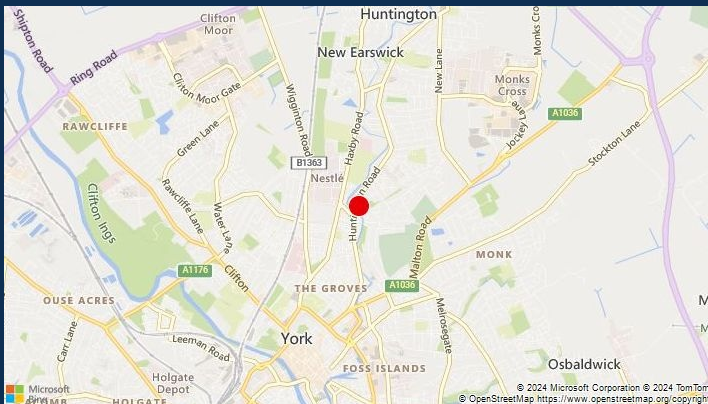 Huntington
Clifton
Moor
Shipton Road
Ring Road
New Earswick
Monks Cro
New Lane
Clifton Moor Gate
Monks
Cross
Wigginton Road
Haxby Road
A1036
RAWCLIFFE
Green Lane
Jockey Lane
Stockton Lane
B1363
Nestlé
Rawcliffe Lane
Clifton Ings
Water Lane
Malton Road
MONK
Clifton
A1176
THE GROVES
A1036
OUSE ACRES
Melrosegate
Carr Lane
Leeman Road
York
Osbaldwick
Holgate
Depot
FOSS ISLANDS
HOLGATE
Microsoft
Bing
© 2024 Microsoft Corporation © 2024 TomTom
© OpenStreetMap https://www.openstreetmap.org/copyright